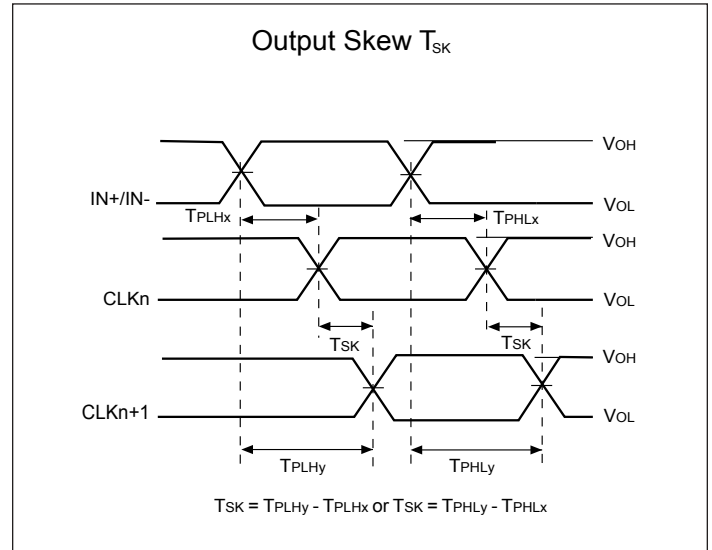 Output Skew TSK
VOH
IN+/IN-
VOL
TPLHx
TPHLx
VOH
CLKn
VOL
TSK
TSK
VOH
CLKn+1
VOL
TPLHy
TPHLy
TSK = TPLHy - TPLHx or TSK = TPHLy - TPHLx